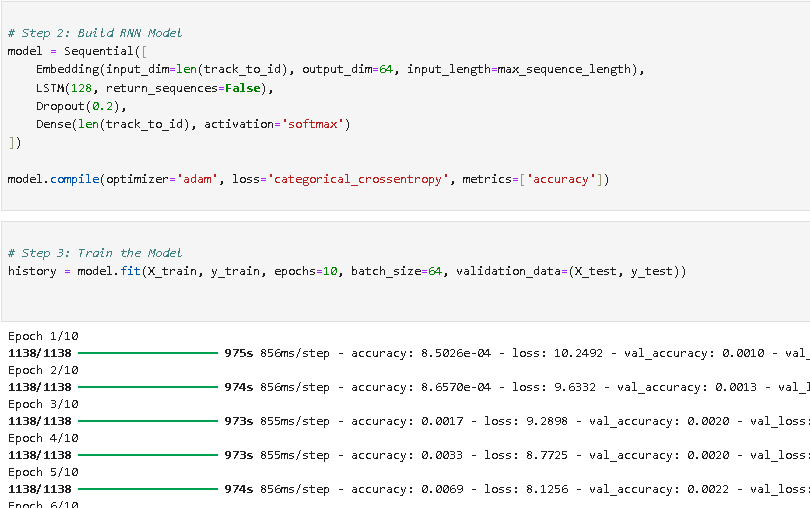 # Step 2: Build RNN Model
model = Sequential([
    Embedding(input_dim=len(track_to_id), output_dim=64, input_length=max_sequence_length),
    LSTM(128, return_sequences=False),
    Dropout(0.2),
    Dense(len(track_to_id), activation='softmax')
])
model.compile(optimizer='adam', loss='categorical_crossentropy', metrics=['accuracy'])
# Step 3: Train the Model
history = model.fit(X_train, y_train, epochs=10, batch_size=64, validation_data=(X_test, y_test))
Epoch 1/10
1138/1138 975s 856ms/step - accuracy: 8.5026e-04 - loss: 10.2492 - val_accuracy: 0.0010 - val_
Epoch 2/10
1138/1138 974s 856ms/step - accuracy: 8.6570e-04 - loss: 9.6332 - val_accuracy: 0.0013 - val_l
Epoch 3/10
1138/1138 973s 855ms/step - accuracy: 0.0017 - loss: 9.2898 - val_accuracy: 0.0020 - val_loss:
Epoch 4/10
1138/1138 973s 855ms/step - accuracy: 0.0033 - loss: 8.7725 - val_accuracy: 0.0020 - val_loss:
Epoch 5/10
1138/1138 974s 856ms/step - accuracy: 0.0069 - loss: 8.1256 - val_accuracy: 0.0022 - val_loss:
Epoch 6/10